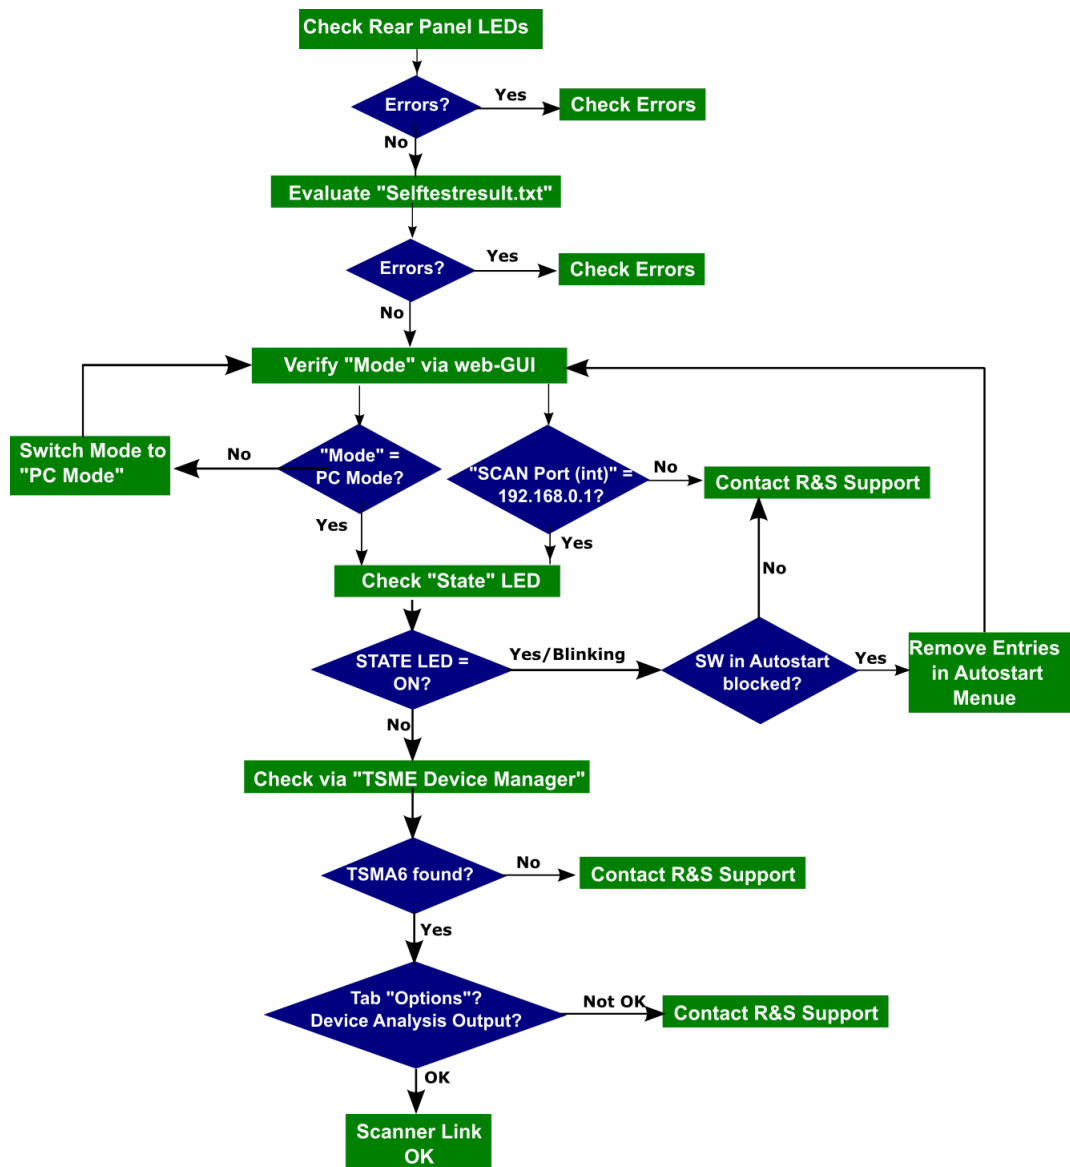 Check Rear Panel LEDs
Errors?
Yes
Check Errors
No
Evaluate "Selftestresult.txt"
Errors?
Yes
Check Errors
No
Verify "Mode" via web-GUI
Switch Mode to
"PC Mode"
No
"Mode" =
PC Mode?
"SCAN Port (int)" =
192.168.0.1?
No
Contact R&S Support
Yes
Yes
Check "State" LED
No
STATE LED =
ON?
Yes/Blinking
SW in Autostart
blocked?
Yes
Remove Entries
in Autostart
Menue
No
Check via "TSME Device Manager"
TSMA6 found?
No
Contact R&S Support
Yes
Tab "Options"?
Device Analysis Output?
Not OK
Contact R&S Support
OK
Scanner Link
OK